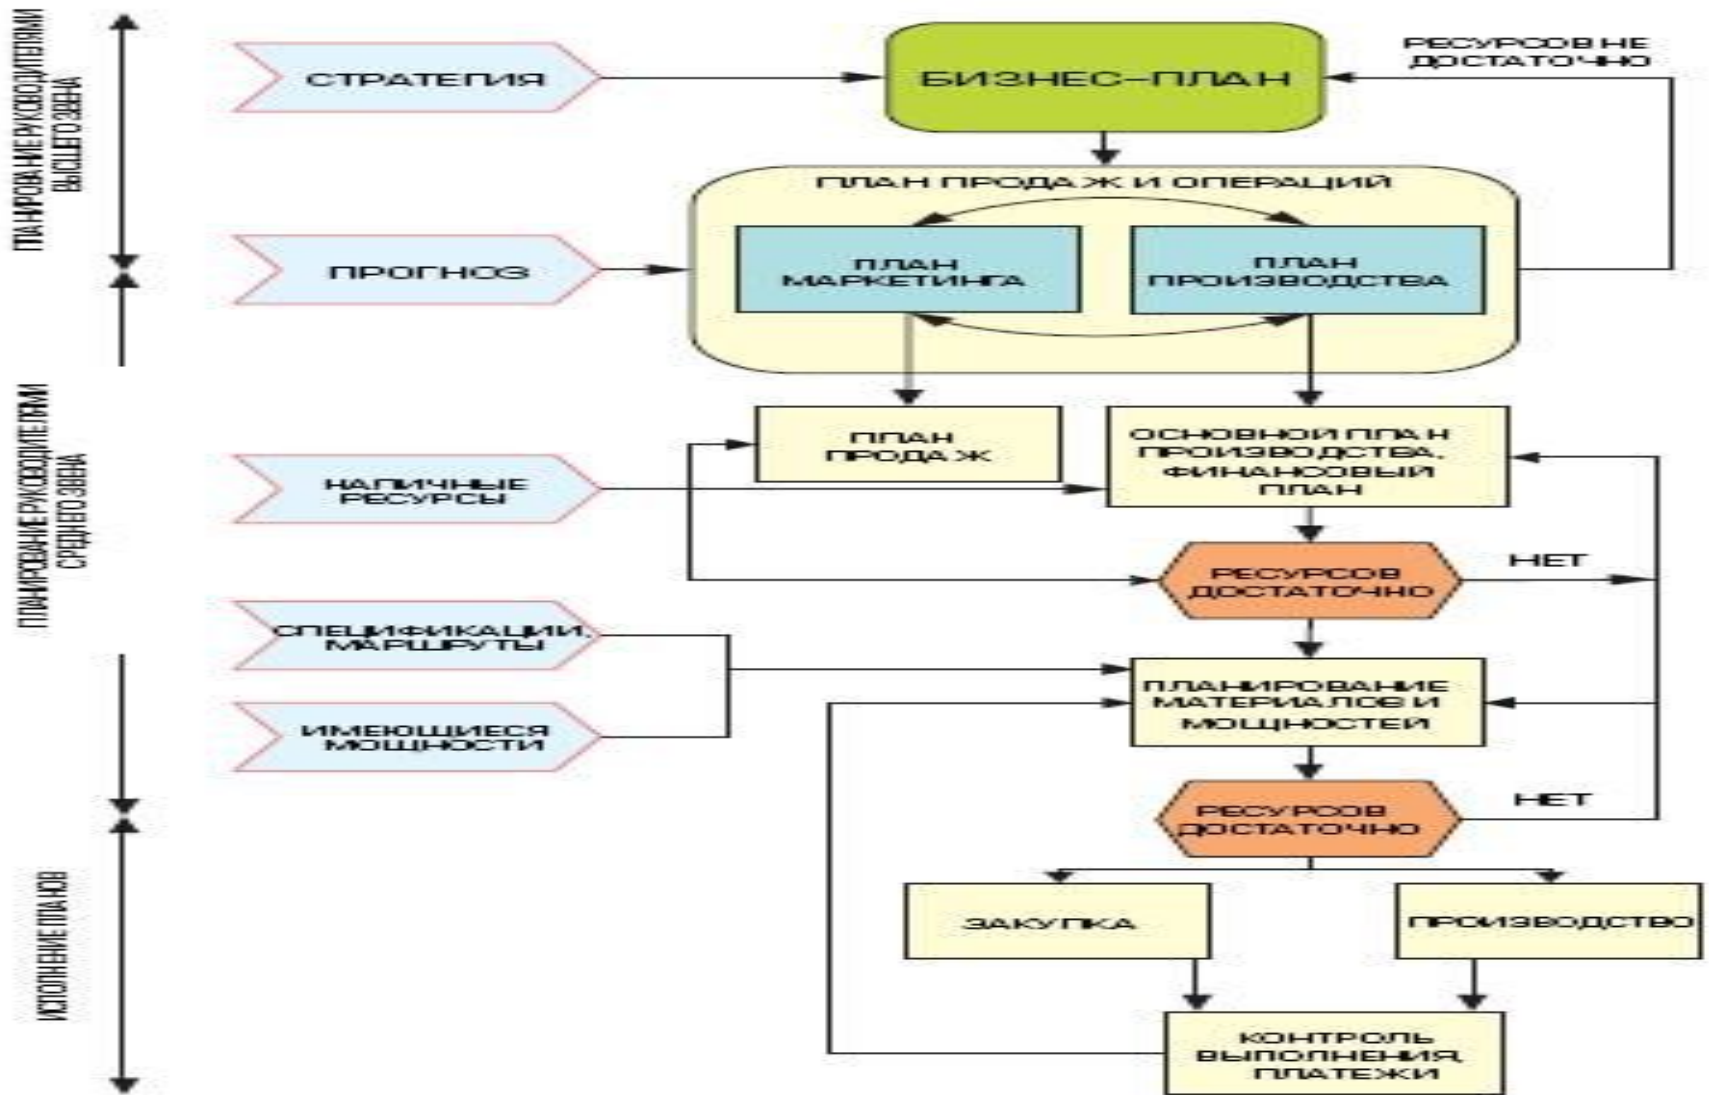 ПЛАНИРОВАНИЕ РУКОВОДИТЕЛЯМИ
ВЫСШЕГО ЗВЕНА
СТРАТЕГИЯ
БИЗНЕС-ПЛАН
РЕСУРСОВ НЕ
ДОСТАТОЧНО
ПЛАН ПРОДАЖ И ОПЕРАЦИЙ
ПРОГНОЗ
ПЛАН
МАРКЕТИНГА
ПЛАН
ПРОИЗВОДСТВА
ПЛАНИРОВАНИЕ РУКОВОДИТЕЛЯМИ
СРЕДНЕГО ЗВЕНА
ПЛАН
ПРОДАЖ
ОСНОВНОЙ ПЛАН
ПРОИЗВОДСТВА,
ФИНАНСОВЫЙ
ПЛАН
НАЛИЧНЫЕ
РЕСУРСЫ
РЕСУРСОВ
ДОСТАТОЧНО
НЕТ
СПЕЦИФИКАЦИИ,
МАРШРУТЫ
ПЛАНИРОВАНИЕ
МАТЕРИАЛОВ И
МОЩНОСТЕЙ
ИМЕЮЩИЕСЯ
МОЩНОСТИ
РЕСУРСОВ
ДОСТАТОЧНО
НЕТ
ИСПОЛНЕНИЕ ПЛАНОВ
ЗАКУПКА
ПРОИЗВОДСТВО
КОНТРОЛЬ
ВЫПОЛНЕНИЯ,
ПЛАТЕЖИ